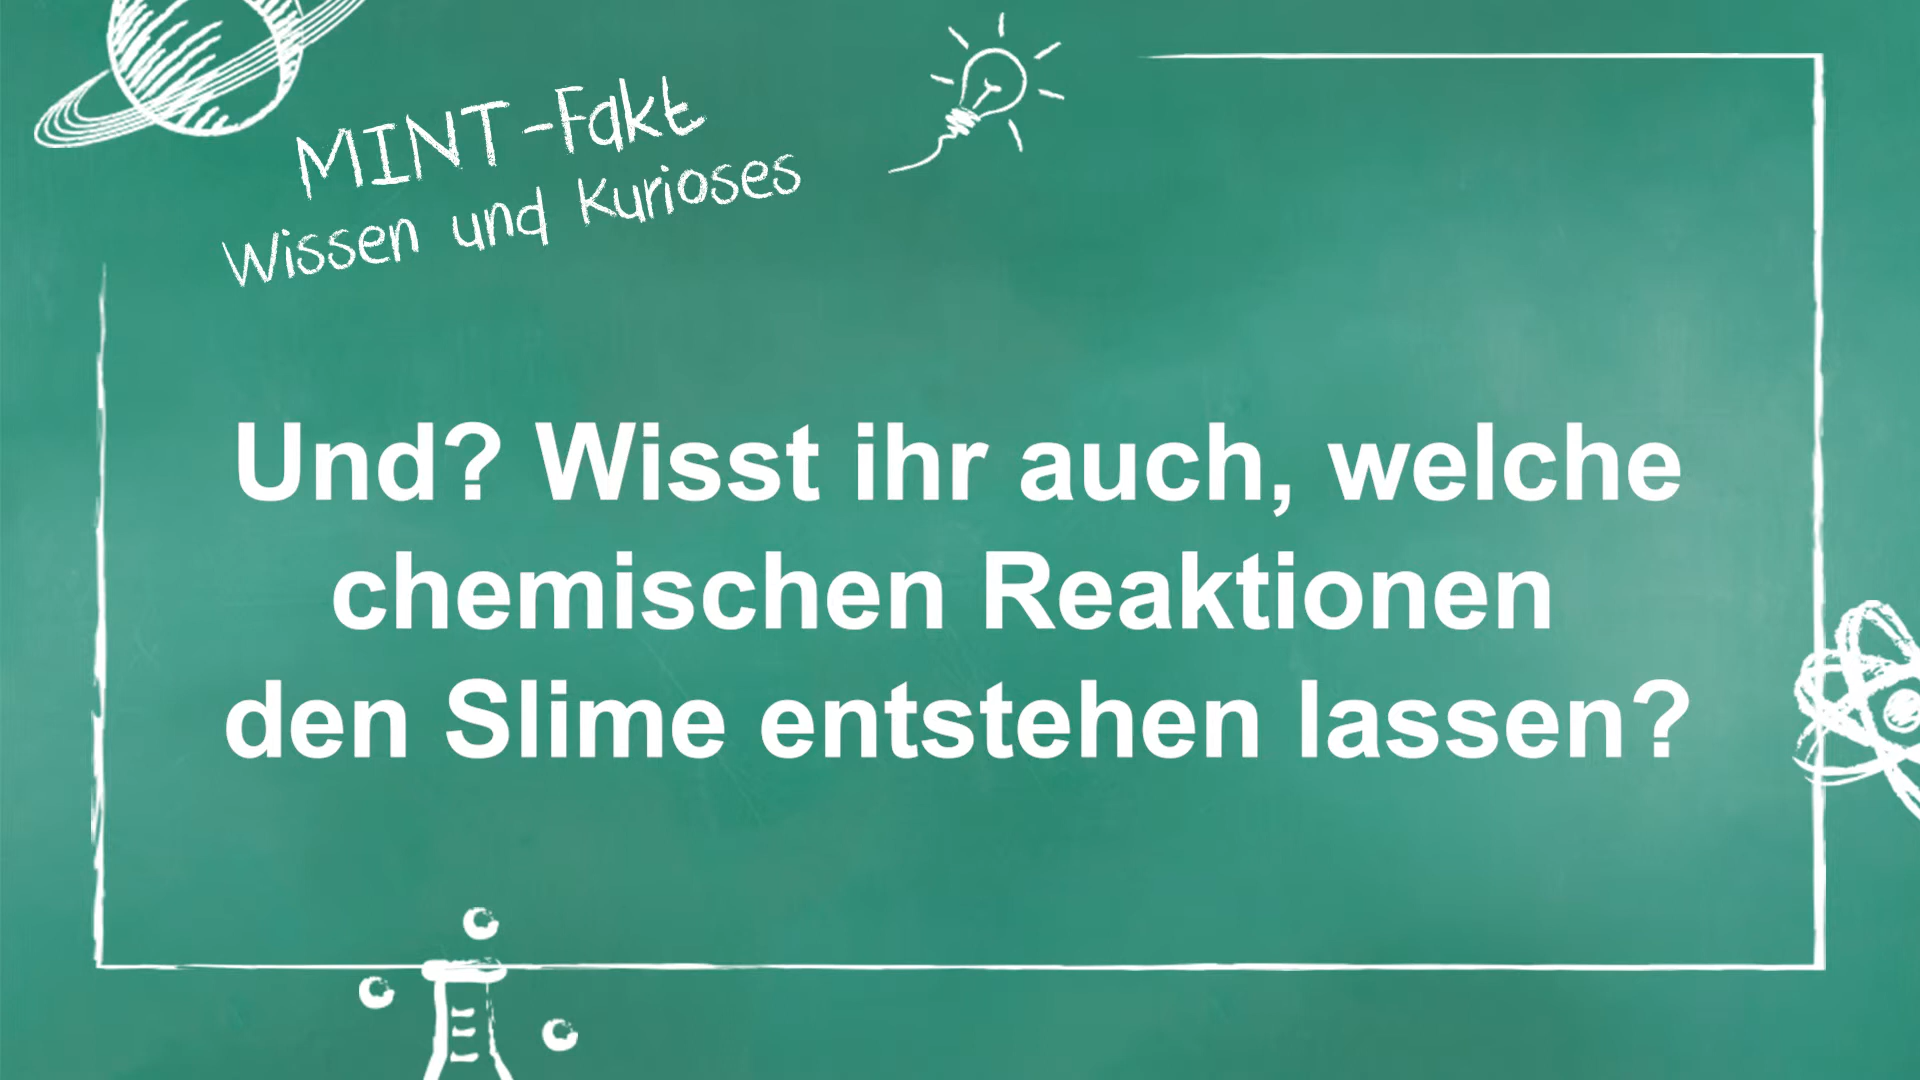 MINT-Fakt
Wissen und Kurioses
Und? Wisst ihr auch, welche
chemischen Reaktionen
den Slime entstehen lassen?